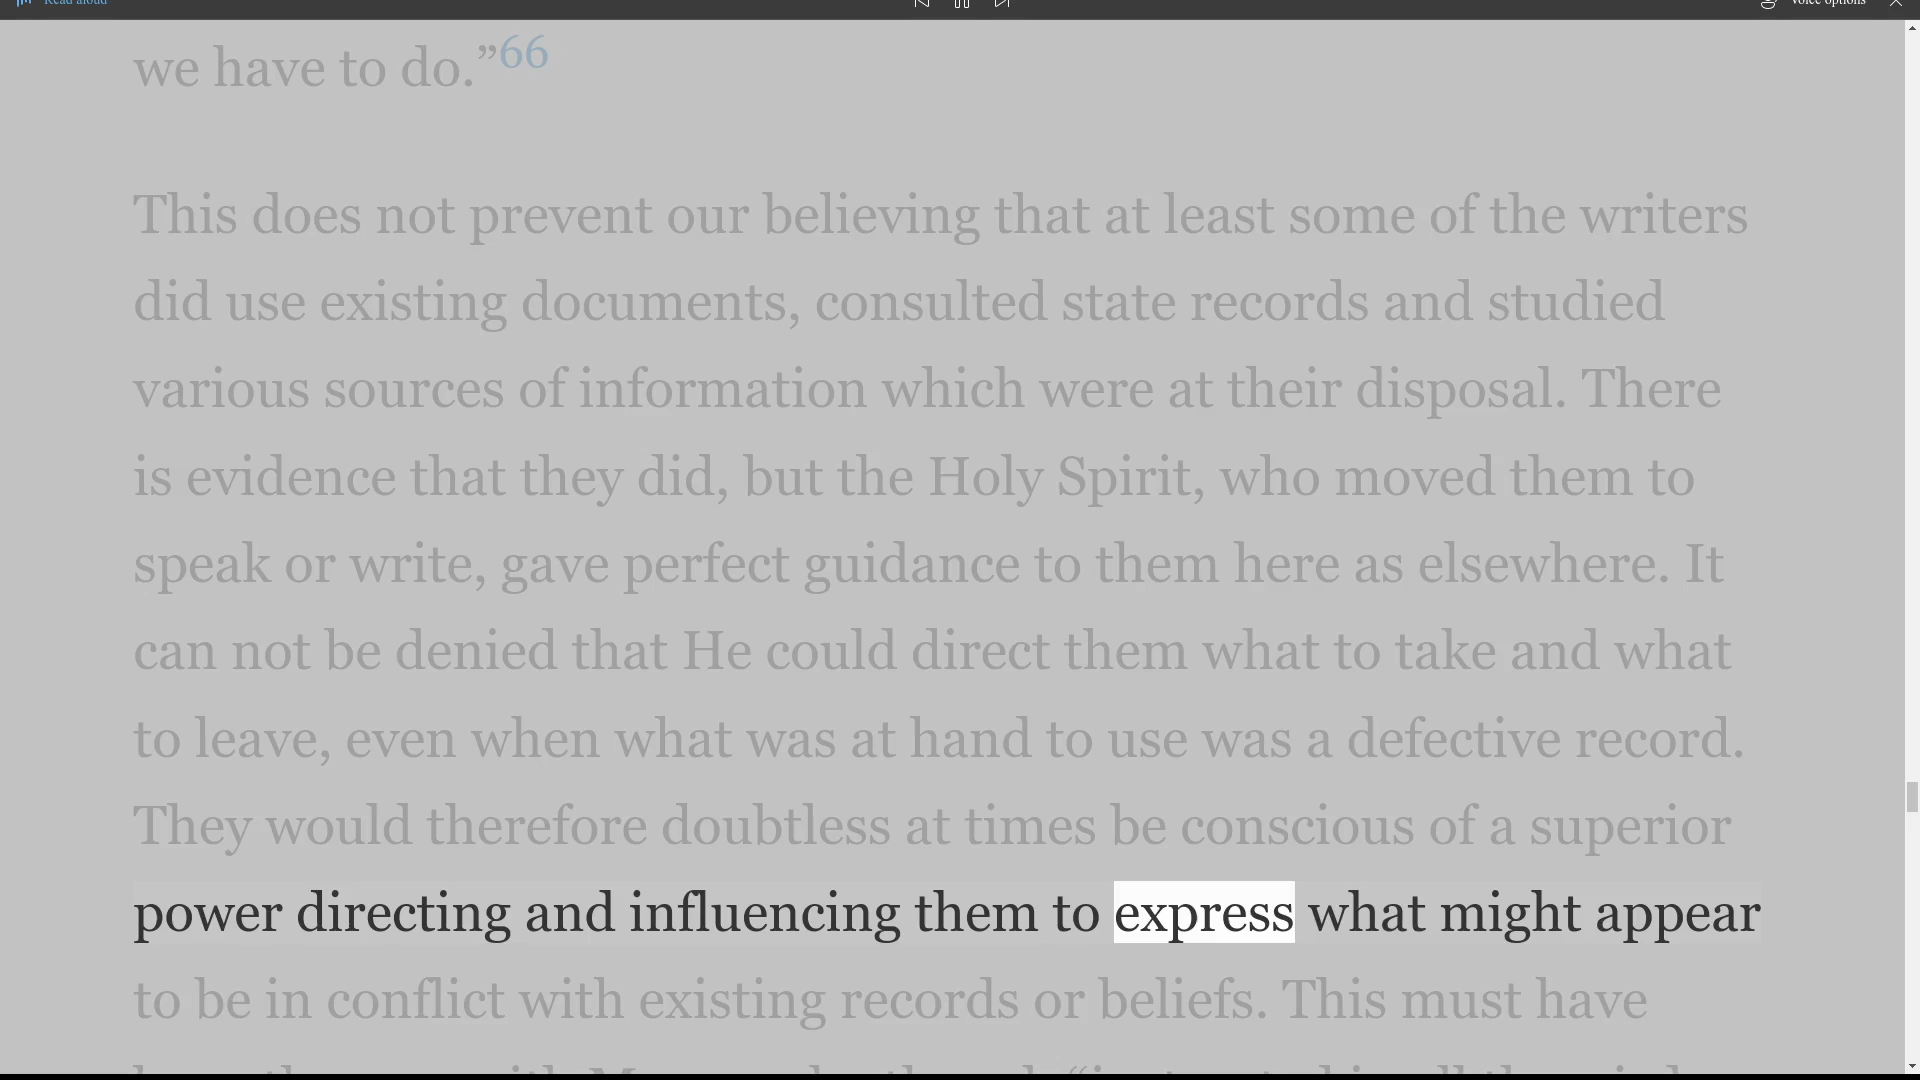 Read aloud
Voice options
we have to do.”66
This does not prevent our believing that at least some of the writers
did use existing documents, consulted state records and studied
various sources of information which were at their disposal. There
is evidence that they did, but the Holy Spirit, who moved them to
speak or write, gave perfect guidance to them here as elsewhere. It
can not be denied that He could direct them what to take and what
to leave, even when what was at hand to use was a defective record.
They would therefore doubtless at times be conscious of a superior
power directing and influencing them to express what might appear
to be in conflict with existing records or beliefs. This must have